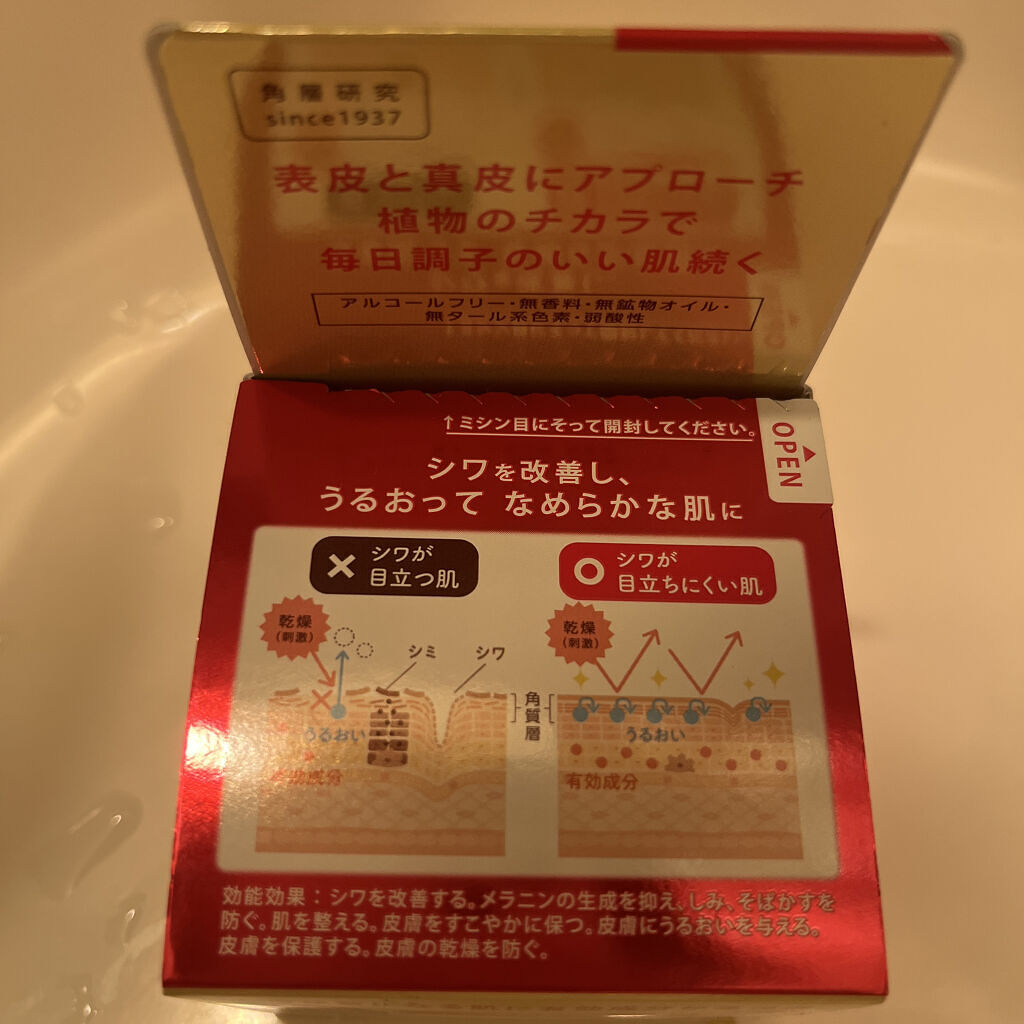 角層研究
since1937
表皮と真皮にアプローチ
植物のチカラで
毎日調子のいい肌続く
アルコールフリー・無香料・無鉱物オイル・
無タール系色素・弱酸性
↑ミシン目にそって開封してください。
OPEN
シワを改善し、
うるおって なめらかな肌に
× シワが
目立つ肌
乾燥
(刺激)
シミ
シワ
うるおい
有効成分
角質層
○ シワが
目立ちにくい肌
乾燥
(刺激)
うるおい
有効成分
効能効果：シワを改善する。メラニンの生成を抑え、しみ、そばかすを
防ぐ。肌を整える。皮膚をすこやかに保つ。皮膚にうるおいを与える。
皮膚を保護する。皮膚の乾燥を防ぐ。